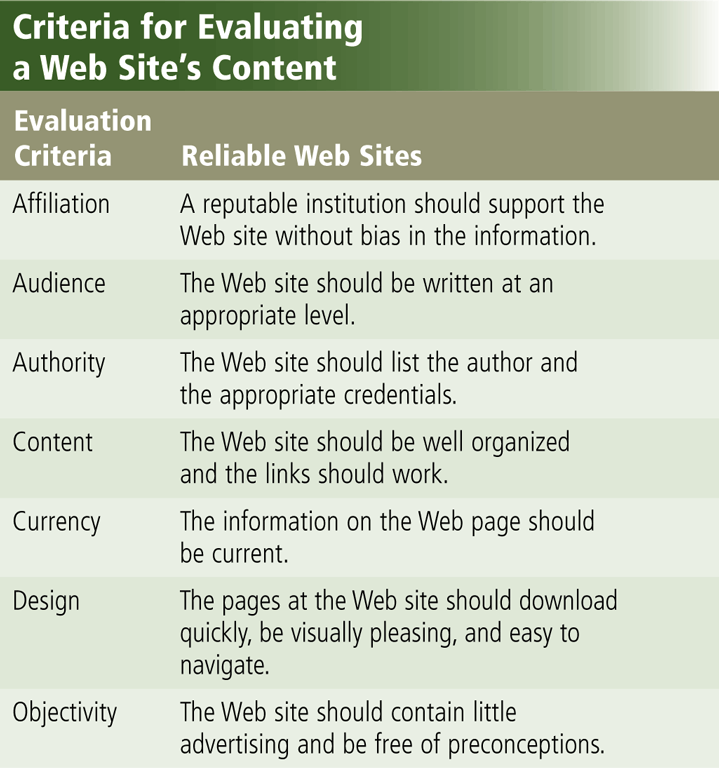 Criteria for Evaluating
a Web Site's Content
Evaluation
Criteria Reliable Web Sites
Affiliation A reputable institution should support the
Web site without bias in the information.
Audience The Web site should be written at an
appropriate level.
Authority The Web site should list the author and
the appropriate credentials.
Content The Web site should be well organized
and the links should work.
Currency The information on the Web page should
be current.
Design The pages at the Web site should download
quickly, be visually pleasing, and easy to
navigate.
Objectivity The Web site should contain little
advertising and be free of preconceptions.